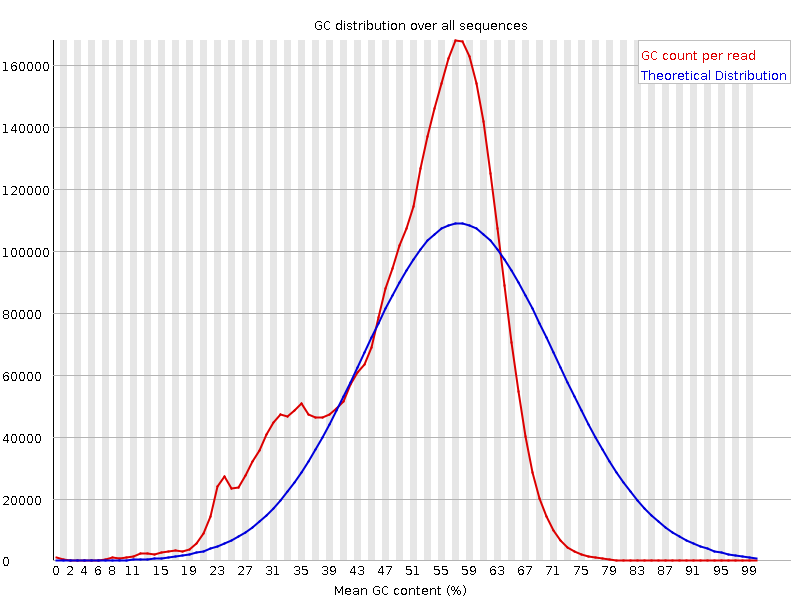 GC distribution over all sequences
GC count per read
Theoretical Distribution
160000
140000
120000
100000
80000
60000
40000
20000
0
0 2 4 6 8 11 15 19 23 27 31 35 39 43 47 51 55 59 63 67 71 75 79 83 87 91 95 99
Mean GC content (%)